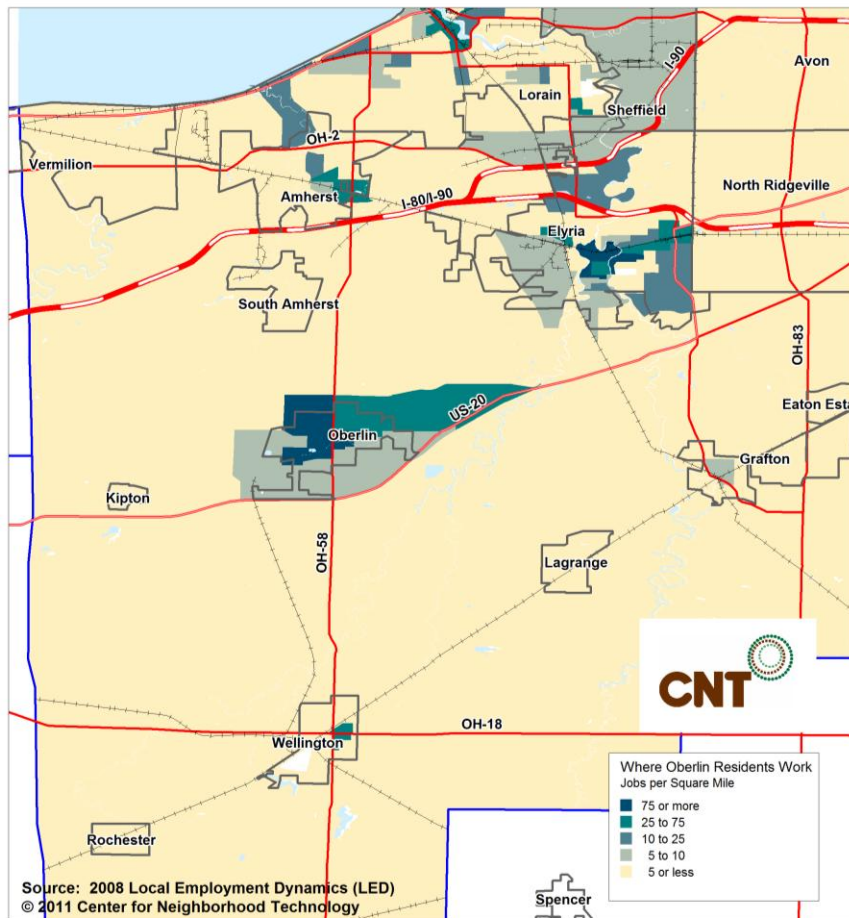 I-90
Avon
Lorain
Sheffield
OH-2
Vermilion
North Ridgeville
Amherst
I-80/I-90
Elyria
South Amherst
OH-83
US-20
Eaton Esta
Oberlin
Grafton
Kipton
OH-58
Lagrange
CNT
OH-18
Wellington
Where Oberlin Residents Work
Jobs per Square Mile
75 or more
25 to 75
10 to 25
5 to 10
5 or less
Rochester
Source: 2008 Local Employment Dynamics (LED)
© 2011 Center for Neighborhood Technology
Spencer